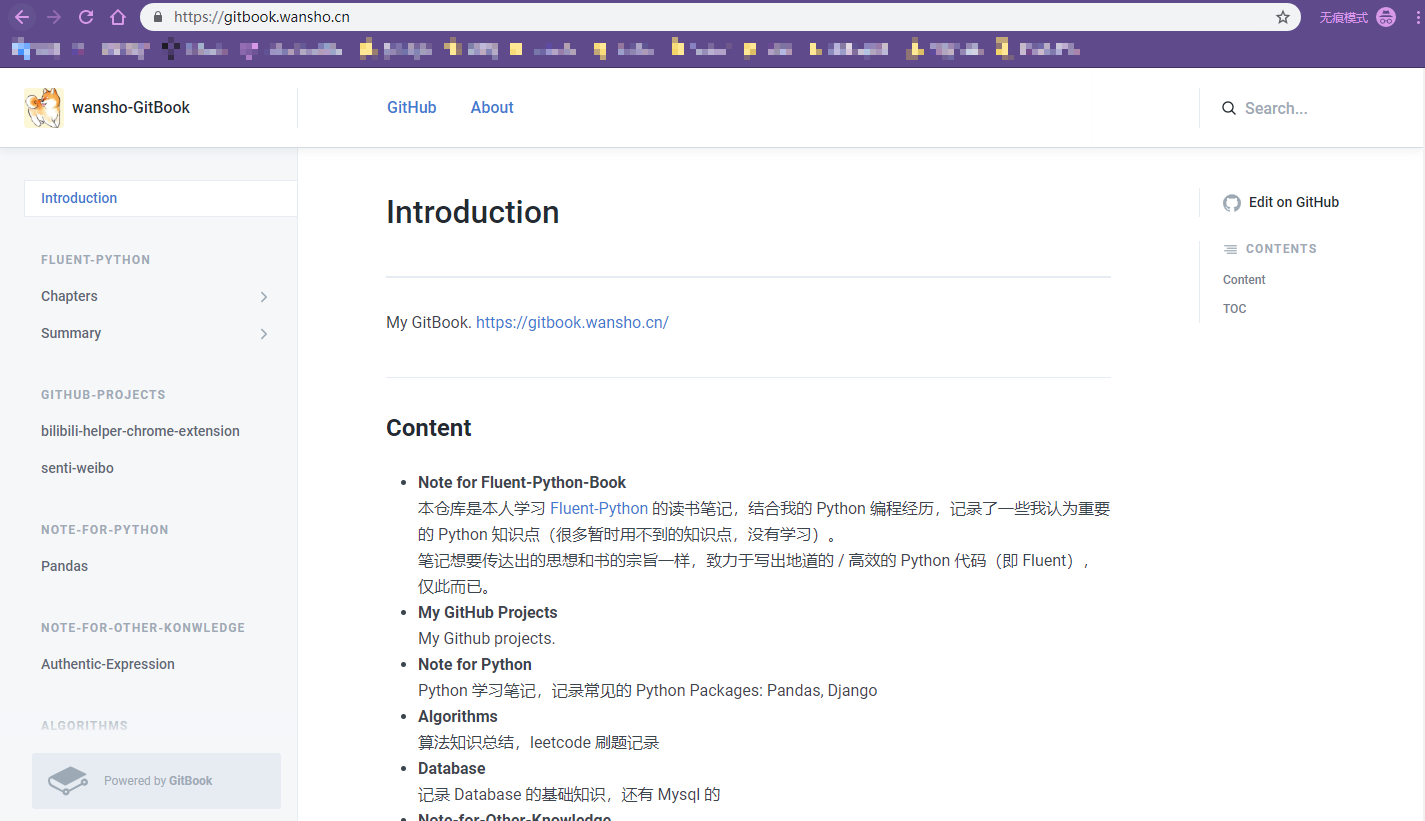 https://gitbook.wansho.cn
无痕模式
wansho-GitBook
GitHub
About
Search...
Introduction
FLUENT-PYTHON
Chapters
Summary
GITHUB-PROJECTS
bilibili-helper-chrome-extension
senti-weibo
NOTE-FOR-PYTHON
Pandas
NOTE-FOR-OTHER-KONWLEDGE
Authentic-Expression
ALGORITHMS
Powered by GitBook
Introduction
My GitBook. https://gitbook.wansho.cn/
Content
Note for Fluent-Python-Book
本仓库是本人学习 Fluent-Python 的读书笔记，结合我的 Python 编程经历，记录了一些我认为重要
的 Python 知识点（很多暂时用不到的知识点，没有学习）。
笔记想要传达出的思想和书的宗旨一样，致力于写出地道的 / 高效的 Python 代码（即 Fluent），
仅此而已。
My GitHub Projects
My Github projects.
Note for Python
Python 学习笔记，记录常见的 Python Packages: Pandas, Django
Algorithms
算法知识总结，leetcode 刷题记录
Database
记录 Database 的基础知识，还有 Mysql 的
Note-for-Other-Knowledge
Edit on GitHub
CONTENTS
Content
TOC